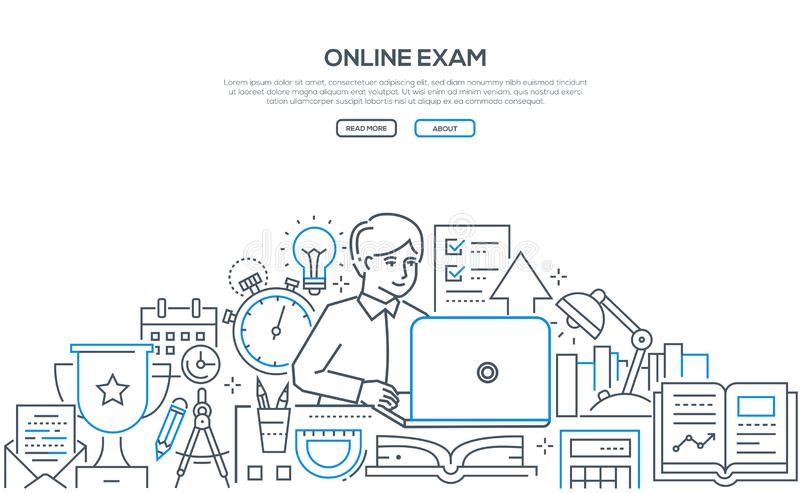 ONLINE EXAM
Lorem ipsum dolor sit amet, consectetuer adipiscing elit, sed diam nonummy nibh euismod tincidunt
ut laoreet dolore magna aliquam erat volutpat. Ut wisi enim ad minim veniam, quis nostrud exerci
tation ullamcorper suscipit lobortis nisl ut aliquip ex ea commodo consequat.
READ MORE
ABOUT